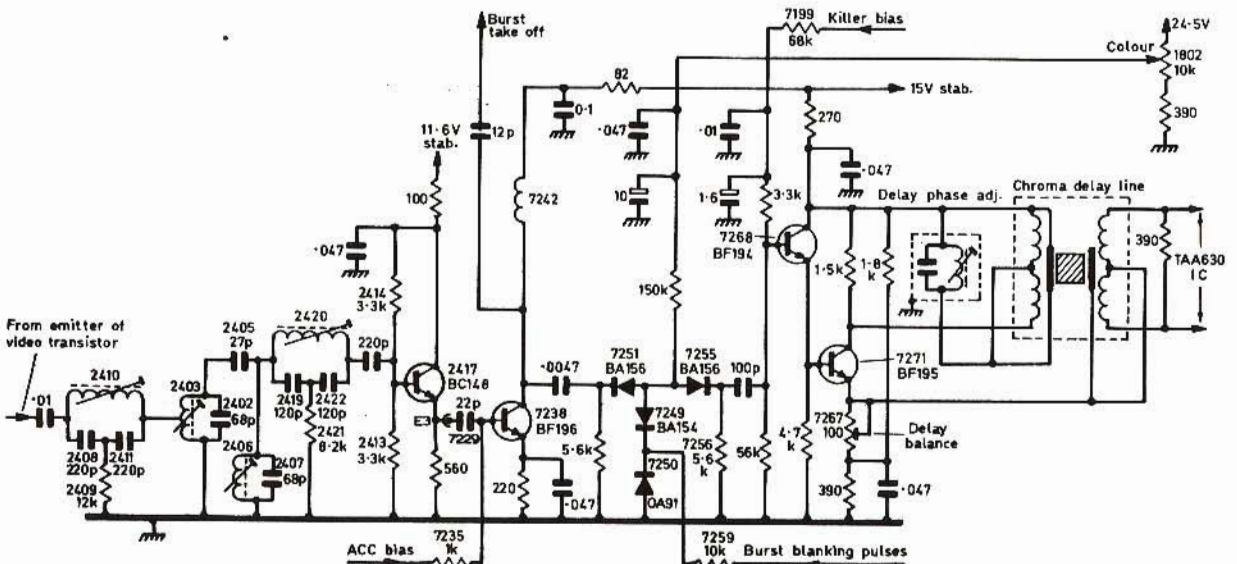 Burst
take off
7199
68k
Killer bias
24·5V
Colour
1802
10k
390
82
15V stab.
0·1
12p
11·6V
stab.
·047
·01
270
·047
100
7242
10
1·6
3·3k
Delay phase adj.
Chroma delay line
·047
7268
BF194
390
TAA630
IC
2414
3·3k
150k
1·5k
1·8
k
From emitter of
video transistor
2405
27p
2420
220p
2410
2403
2402
68p
2419
120p
2422
120p
2417
BC148
·0047
7251
BA156
7255
BA156
100p
7271
BF195
·01
22p
E3
7229
7238
BF196
7249
BA154
7267
100
Delay
balance
2406
2407
68p
2421
8·2k
2413
3·3k
2408
220p
2411
220p
2409
12k
560
5·6k
7250
OA91
7256
5·6
k
56k
4·7
k
220
·047
390
·047
ACC bias
7235
1k
7259
10k
Burst blanking pulses